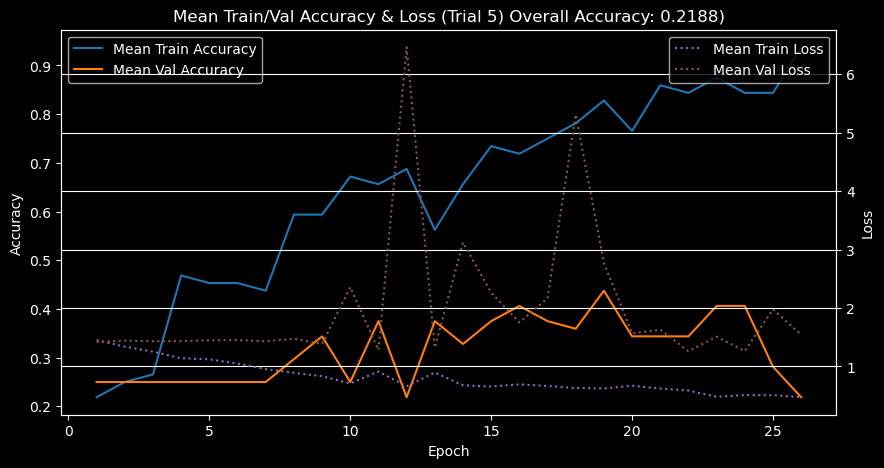 Mean Train/Val Accuracy & Loss (Trial 5) Overall Accuracy: 0.2188)
Mean Train Accuracy
Mean Val Accuracy
Mean Train Loss
Mean Val Loss
0.9
0.8
0.7
0.6
0.5
0.4
0.3
0.2
Accuracy
6
5
4
3
2
1
Loss
0
5
10
15
20
25
Epoch